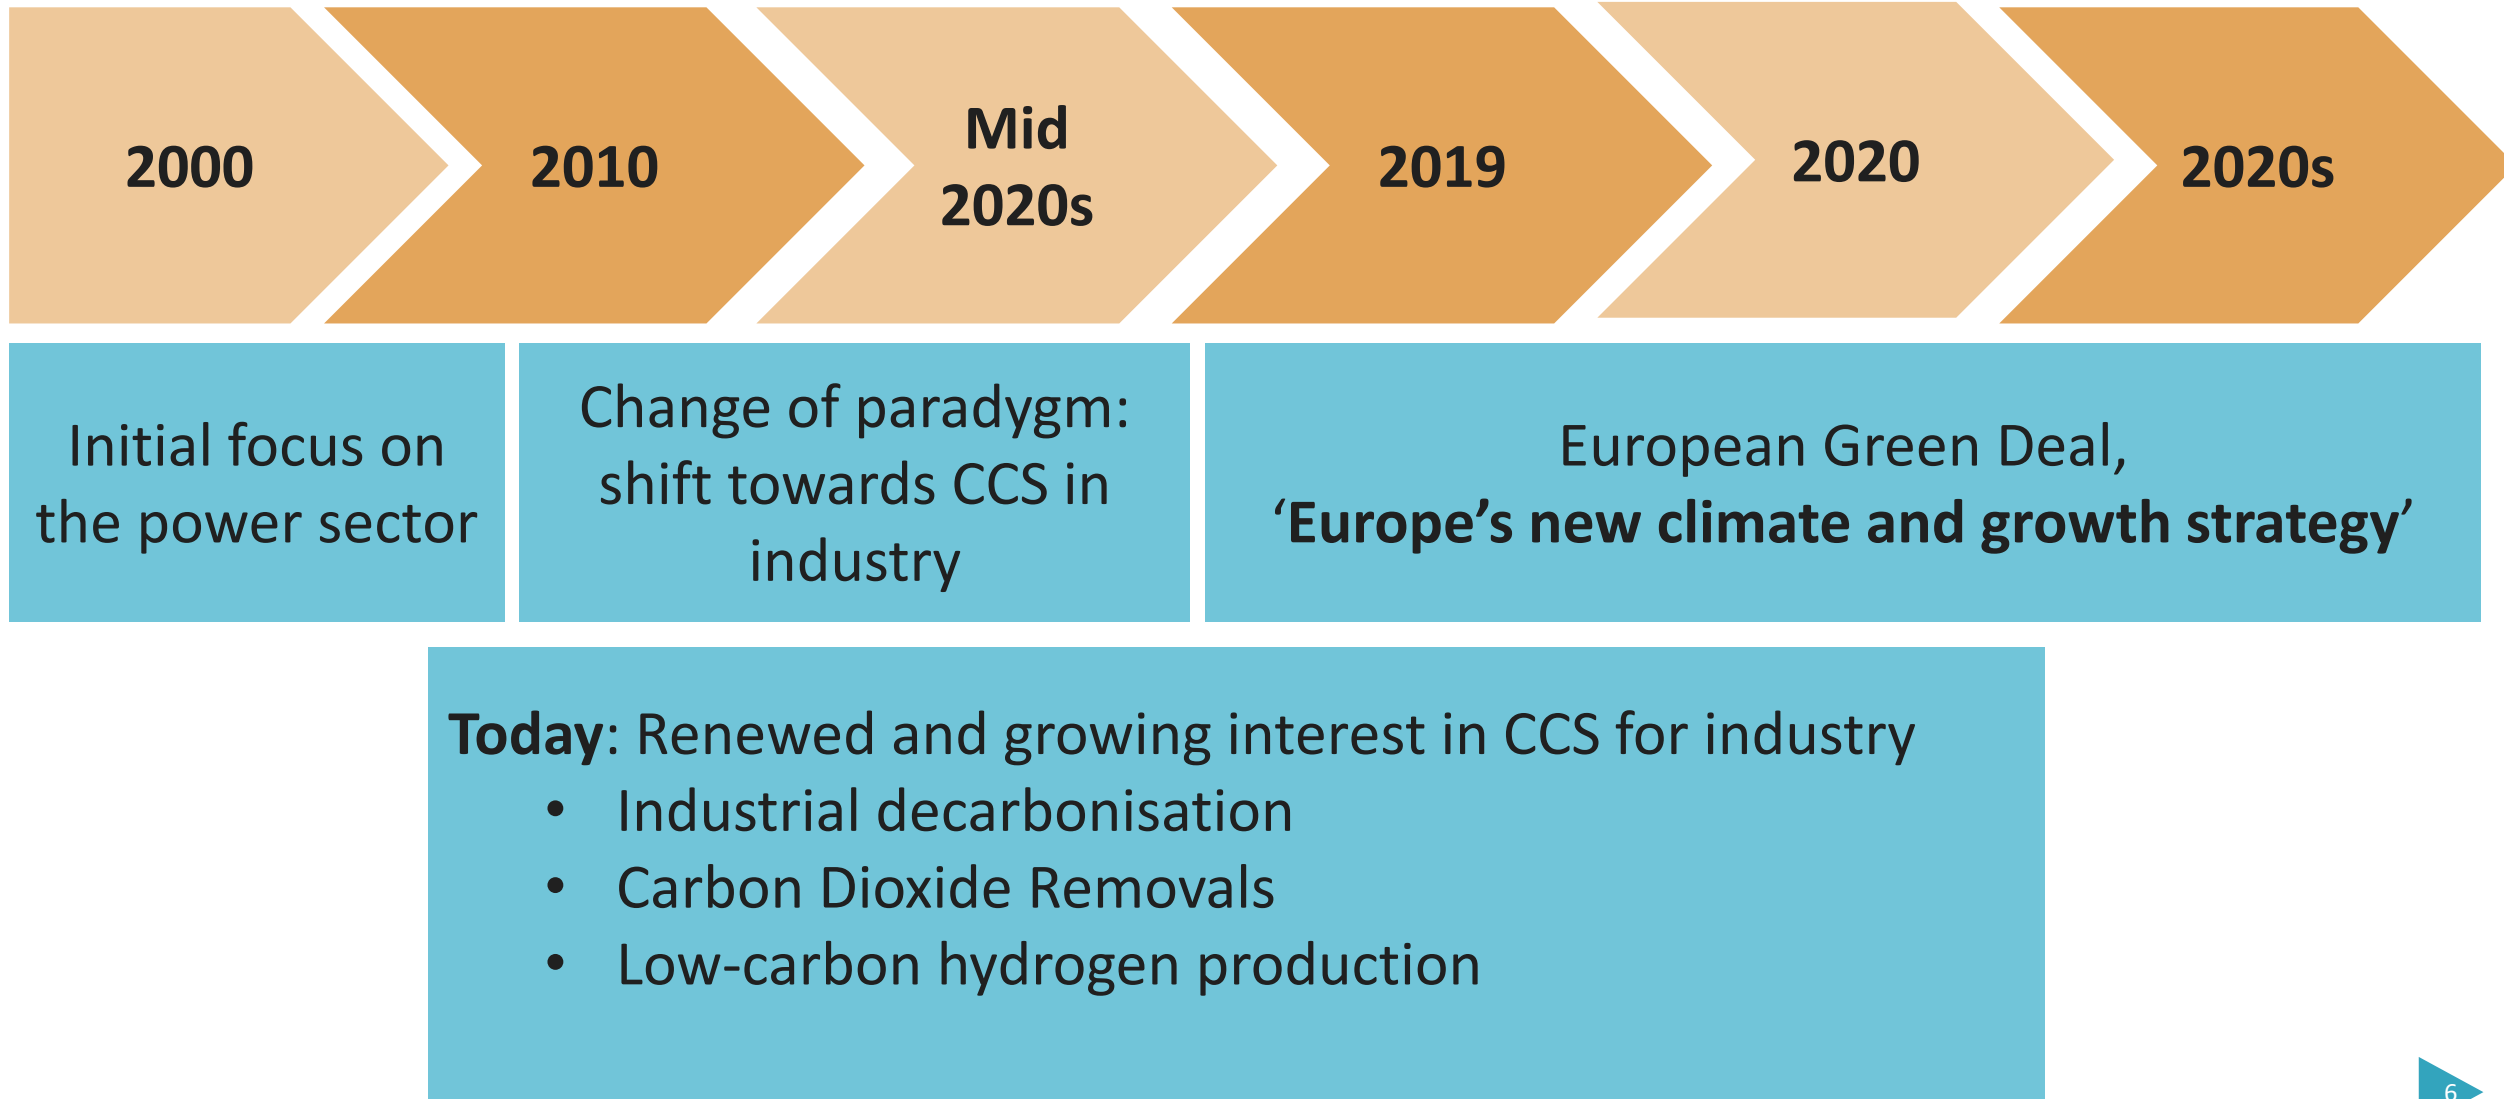 2000
2010
Mid
2020s
2019
2020
2020s
Initial focus on
the power sector
Change of paradygm:
shift towards CCS in
industry
European Green Deal,
‘Europe’s new climate and growth strategy’
Today: Renewed and growing interest in CCS for industry
• Industrial decarbonisation
• Carbon Dioxide Removals
• Low-carbon hydrogen production
6